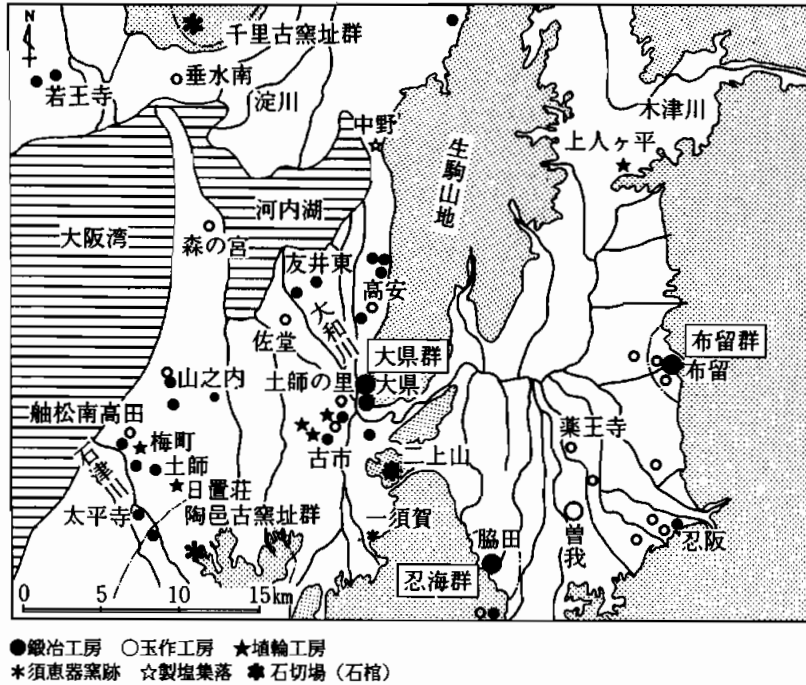 N
千里古窯址群
若王寺
垂水南
淀川
中野
木津川
上人ヶ平
生駒山地
河内湖
大阪湾
森の宮
友井東
高安
大和川
佐堂
大県群
布留群
土師の里
大県
布留
山之内
舳松南高田
梅町
土師
古市
二上山
薬王寺
石津川
日置荘
太平寺
陶邑古窯址群
一須賀
脇田
曽我
忍阪
忍海群
0 5 10 15km
●鍛冶工房 ○玉作工房 ★埴輪工房
*須恵器窯跡 ☆製塩集落 石切場(石棺)